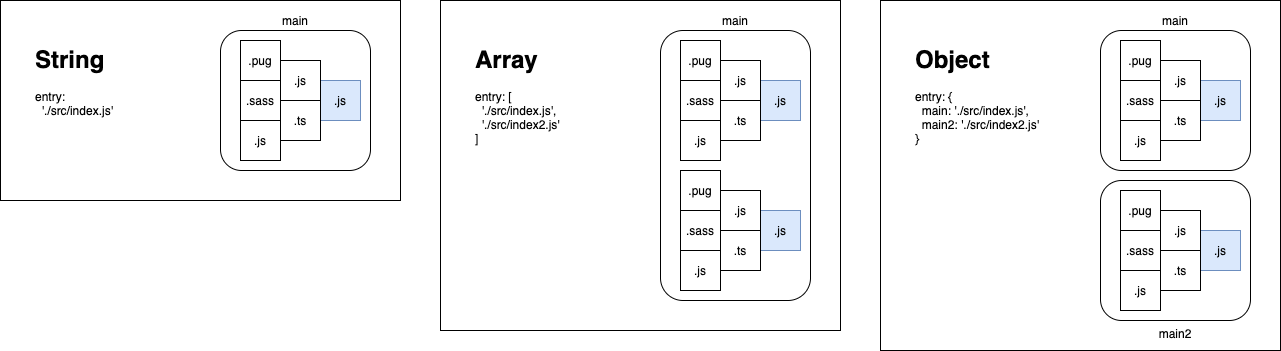 main
String
entry:
'./src/index.js'
.pug
.sass
.js
.js
.ts
.js
main
Array
entry: [
'./src/index.js',
'./src/index2.js'
]
.pug
.sass
.js
.js
.ts
.js
.pug
.sass
.js
.js
.ts
.js
main
Object
entry: {
main: './src/index.js',
main2: './src/index2.js'
}
.pug
.sass
.js
.js
.ts
.js
.pug
.sass
.js
.js
.ts
.js
main2